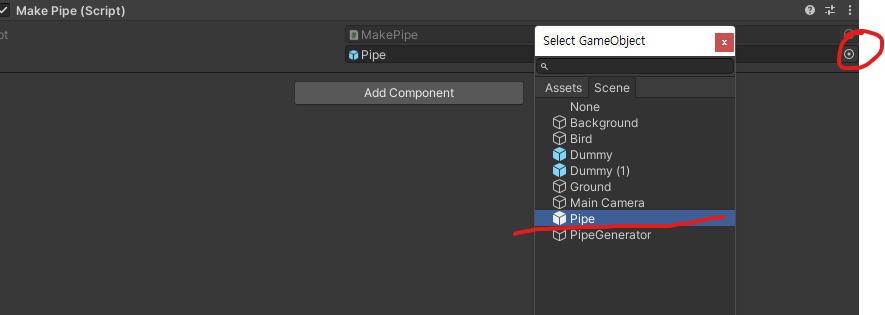 Make Pipe (Script)
pt
MakePipe
Pipe
Add Component
Select GameObject
x
Assets Scene
None
Background
Bird
Dummy
Dummy (1)
Ground
Main Camera
Pipe
PipeGenerator